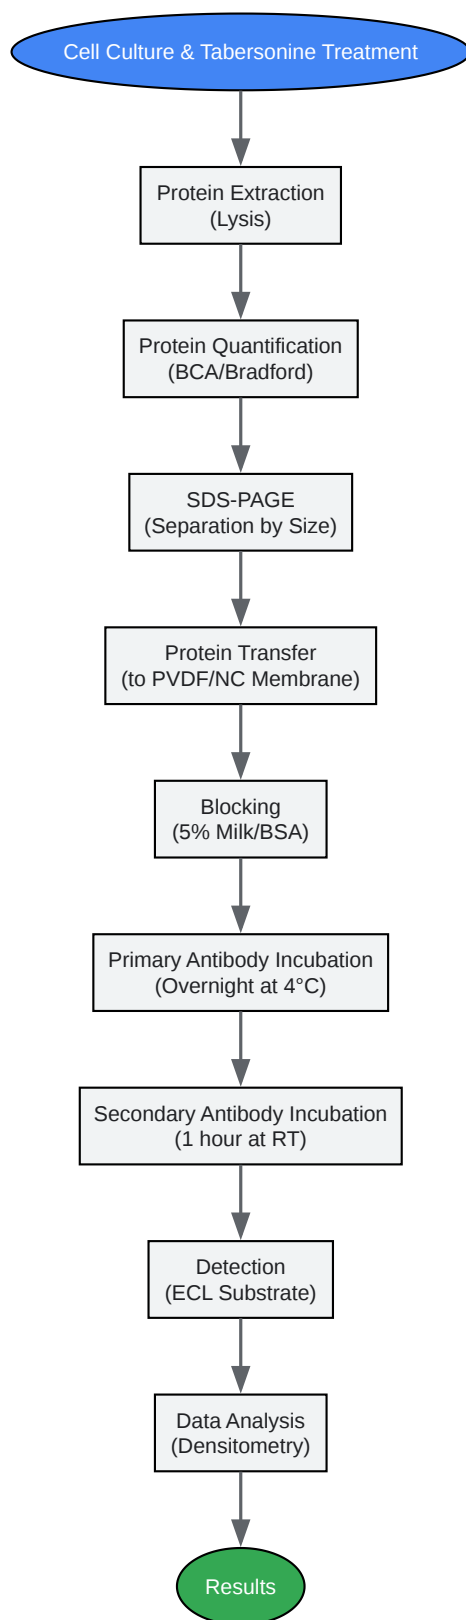 Cell Culture & Tabersonine Treatment
Protein Extraction
(Lysis)
Protein Quantification
(BCA/Bradford)
SDS-PAGE
(Separation by Size)
Protein Transfer
(to PVDF/NC Membrane)
Blocking
(5% Milk/BSA)
Primary Antibody Incubation
(Overnight at 4°C)
Secondary Antibody Incubation
(1 hour at RT)
Detection
(ECL Substrate)
Data Analysis
(Densitometry)
Results